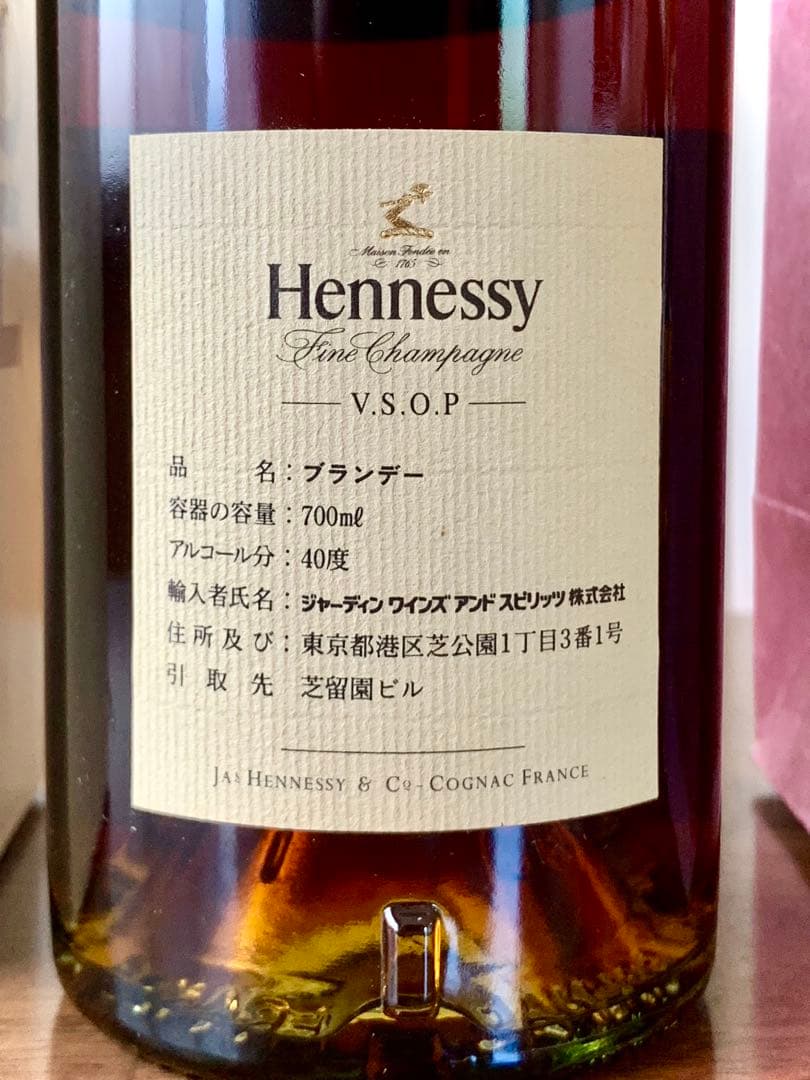 Maison Fondée en
1765
Hennessy
Fine Champagne
V.S.O.P
品名：ブランデー
容器の容量：700mℓ
アルコール分：40度
輸入者氏名：ジャーディン ワインズ アンド スピリッツ 株式会社
住所及び：東京都港区芝公園1丁目3番1号
引取先 芝留園ビル
JAS HENNESSY & Cº - COGNAC FRANCE